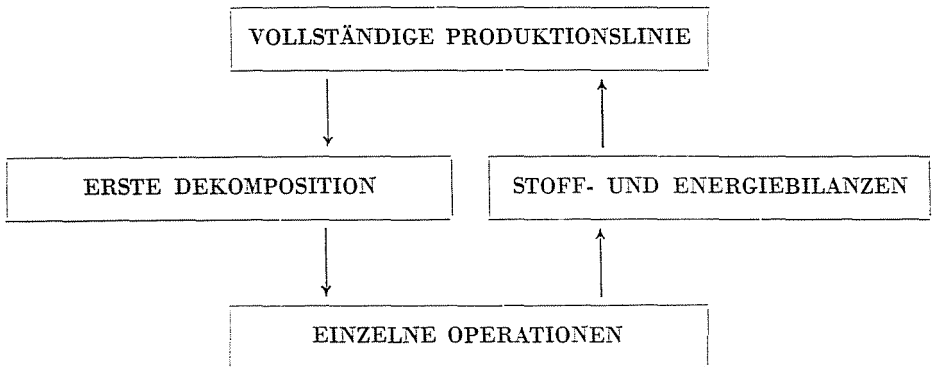 VOLLSTÄNDIGE PRODUKTIONSLINIE
ERSTE DEKOMPOSITION
STOFF- UND ENERGIEBILANZEN
EINZELNE OPERATIONEN